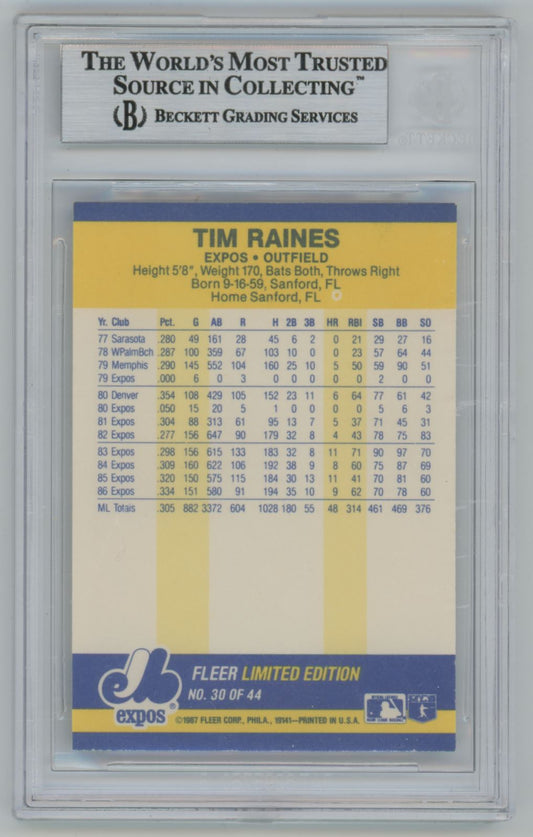 THE WORLD'S MOST TRUSTED
SOURCE IN COLLECTING™
(B) BECKETT GRADING SERVICES
TIM RAINES
EXPOS • OUTFIELD
Height 5'8", Weight 170, Bats Both, Throws Right
Born 9-16-59, Sanford, FL
Home Sanford, FL
Yr. Club Pct. G AB R H 2B 3B HR RBI SB BB SO
77 Sarasota .280 49 161 28 45 6 2 0 21 29 27 16
78 WPalmBch .287 100 359 67 103 10 0 0 23 57 64 44
79 Memphis .290 145 552 104 160 25 10 5 50 59 90 51
79 Expos .000 6 0 3 0 0 0 0 0 2 0 0
80 Denver .354 108 429 105 152 23 11 6 64 77 61 42
80 Expos .050 15 20 5 1 0 0 0 0 5 6 3
81 Expos .304 88 313 61 95 13 7 5 37 71 45 31
82 Expos .277 156 647 90 179 32 8 4 43 78 75 83
83 Expos .298 156 615 133 183 32 8 11 71 90 97 70
84 Expos .309 160 622 106 192 38 9 8 60 75 87 69
85 Expos .320 150 575 115 184 30 13 11 41 70 81 60
86 Expos .334 151 580 91 194 35 10 9 62 70 78 60
ML Totals .305 882 3372 604 1028 180 55 48 314 461 469 376
FLEER LIMITED EDITION
NO. 30 OF 44
expos®
©1987 FLEER CORP., PHILA., 19141—PRINTED IN U.S.A.